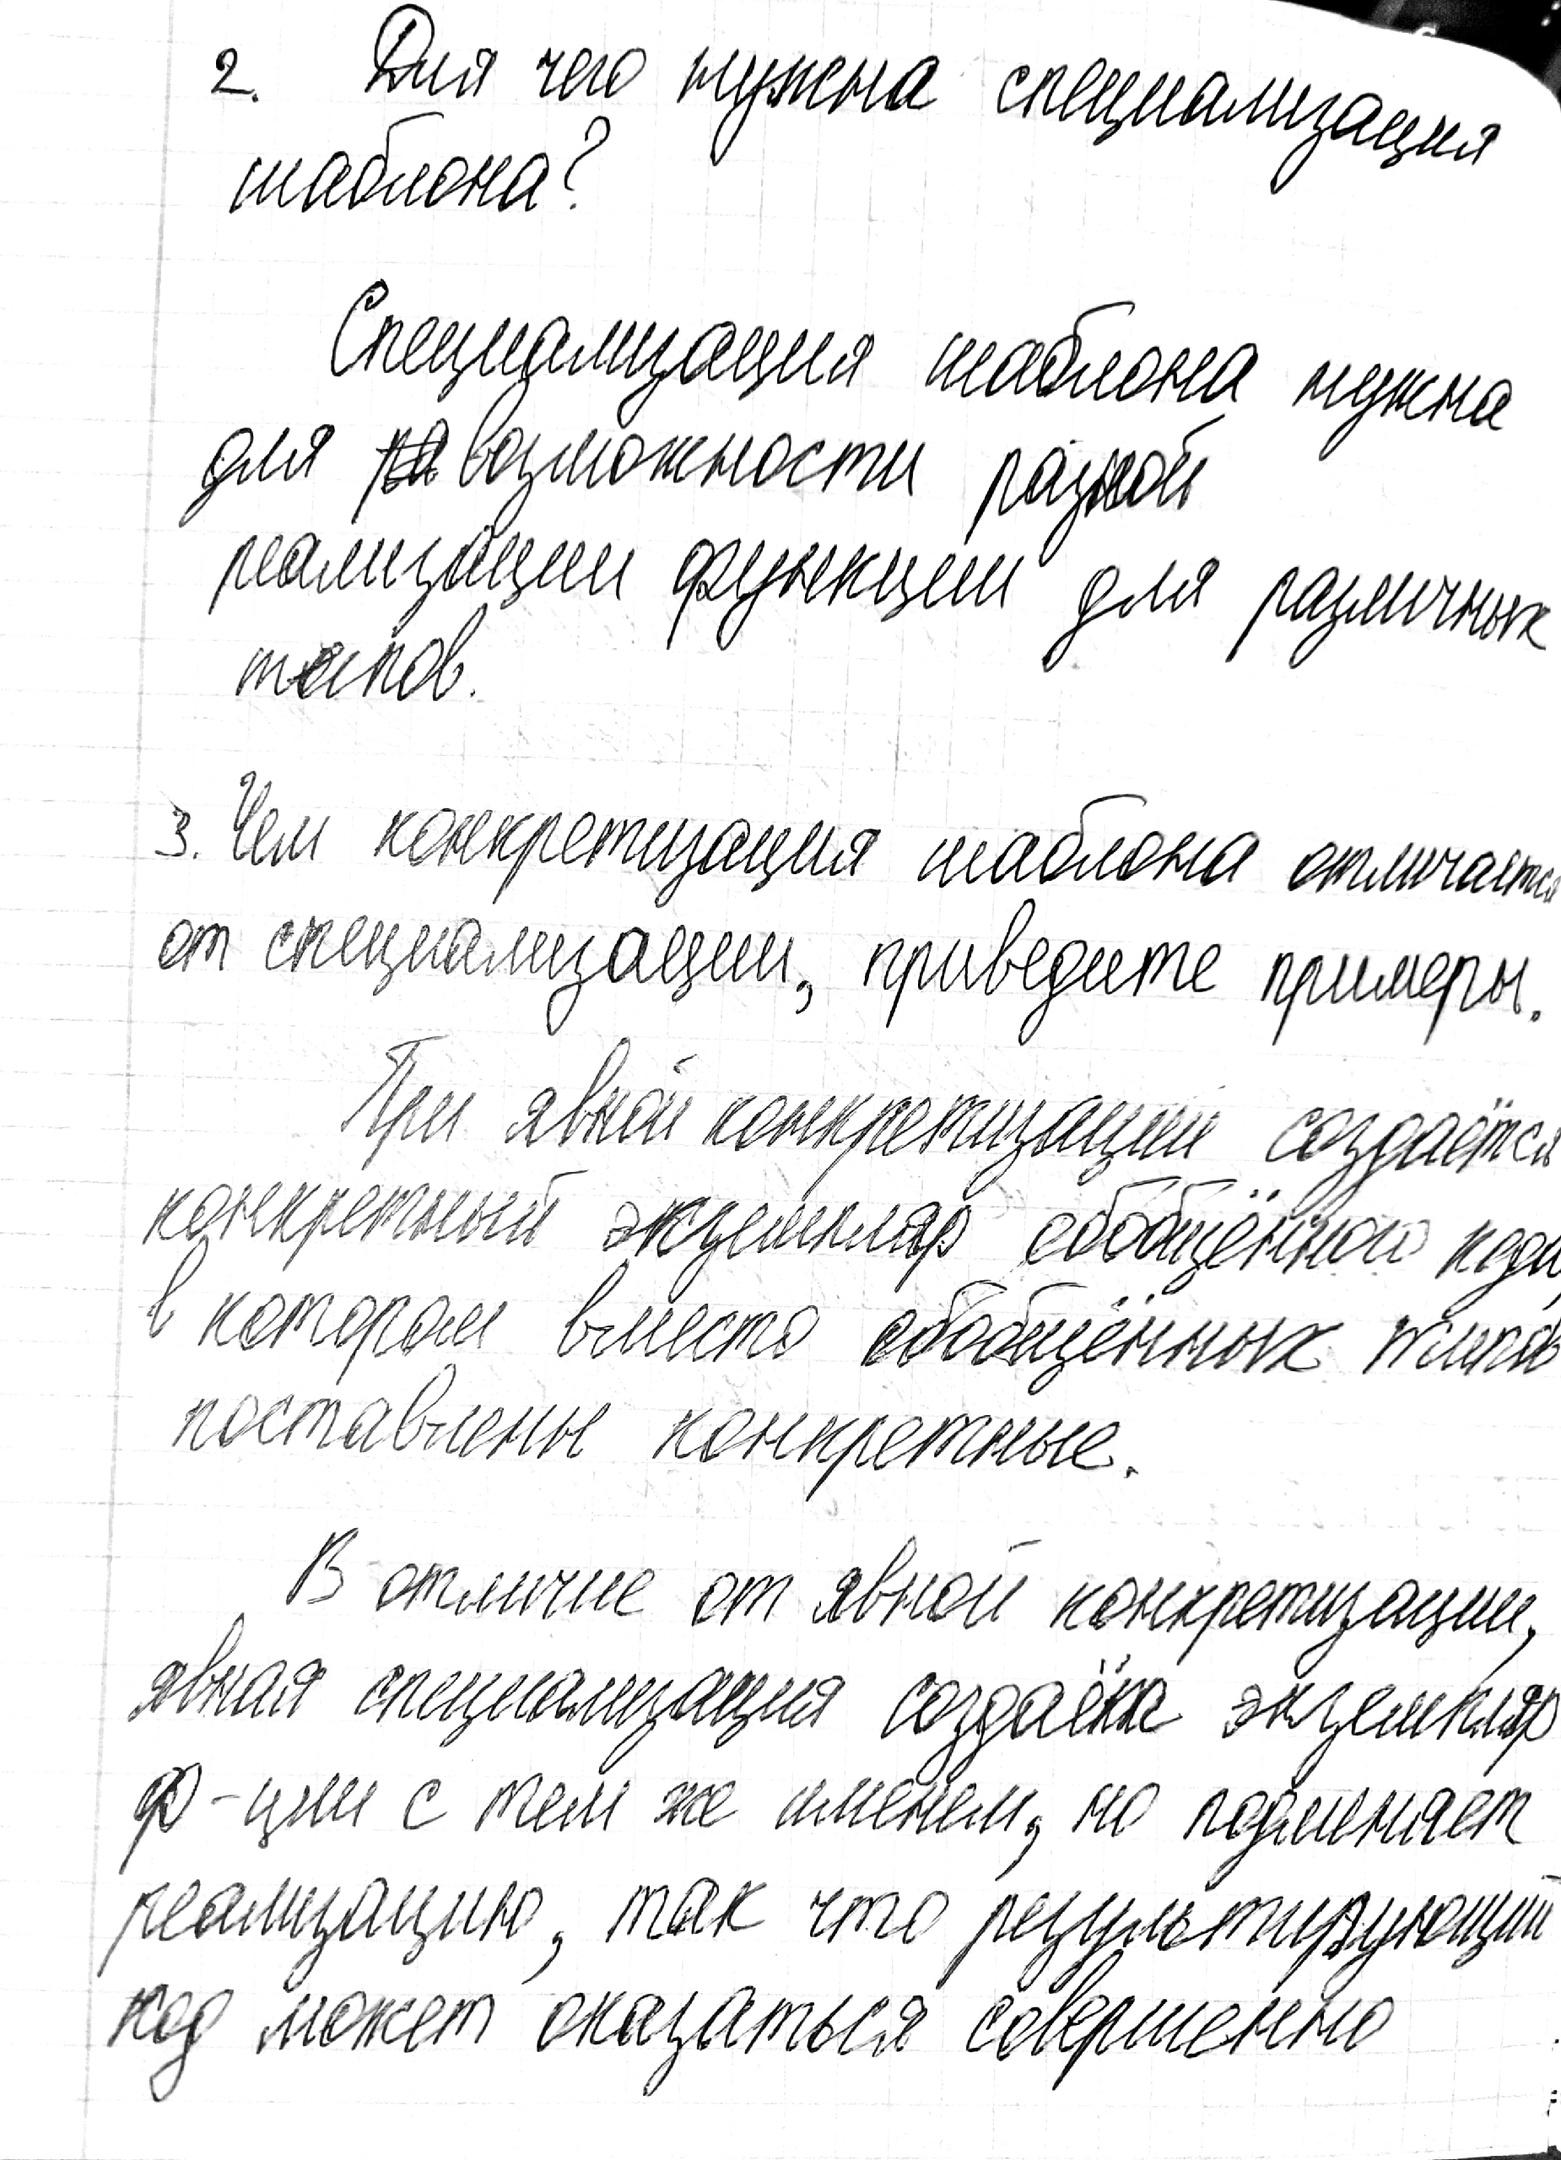 2. Для чего нужна специализация
шаблона?
Специализация шаблона нужна
для возможности разной
реализации функции для различных
типов.
3. Чем конкретизация шаблона отличается
от специализации, приведите примеры.
При явной конкретизации создаётся
конкретный экземпляр обобщённого кода,
в котором вместо обобщённых типов
поставлены конкретные.
В отличие от явной конкретизации,
явная специализация создаёт экземпляр
ф-ции с тем же именем, но подменяет
реализацию, так что результирующий
код может оказаться совершенно